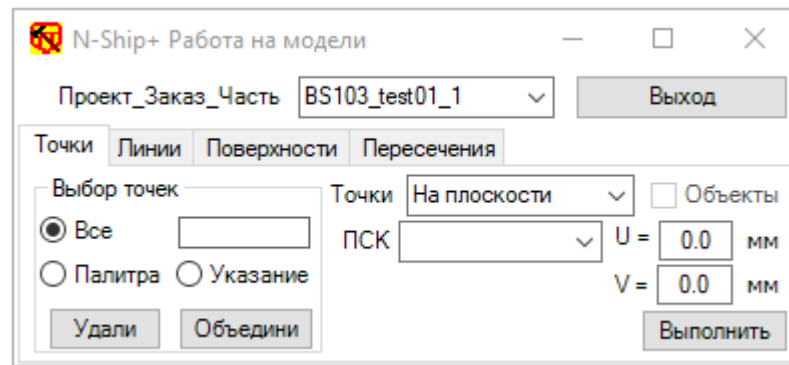 N-Ship+ Работа на модели
Проект_Заказ_Часть BS103_test01_1 Выход
Точки Линии Поверхности Пересечения
Выбор точек
Все
Палитра Указание
Удали Объедини
Точки На плоскости Объекты
ПСК U = 0.0 мм
V = 0.0 мм
Выполнить